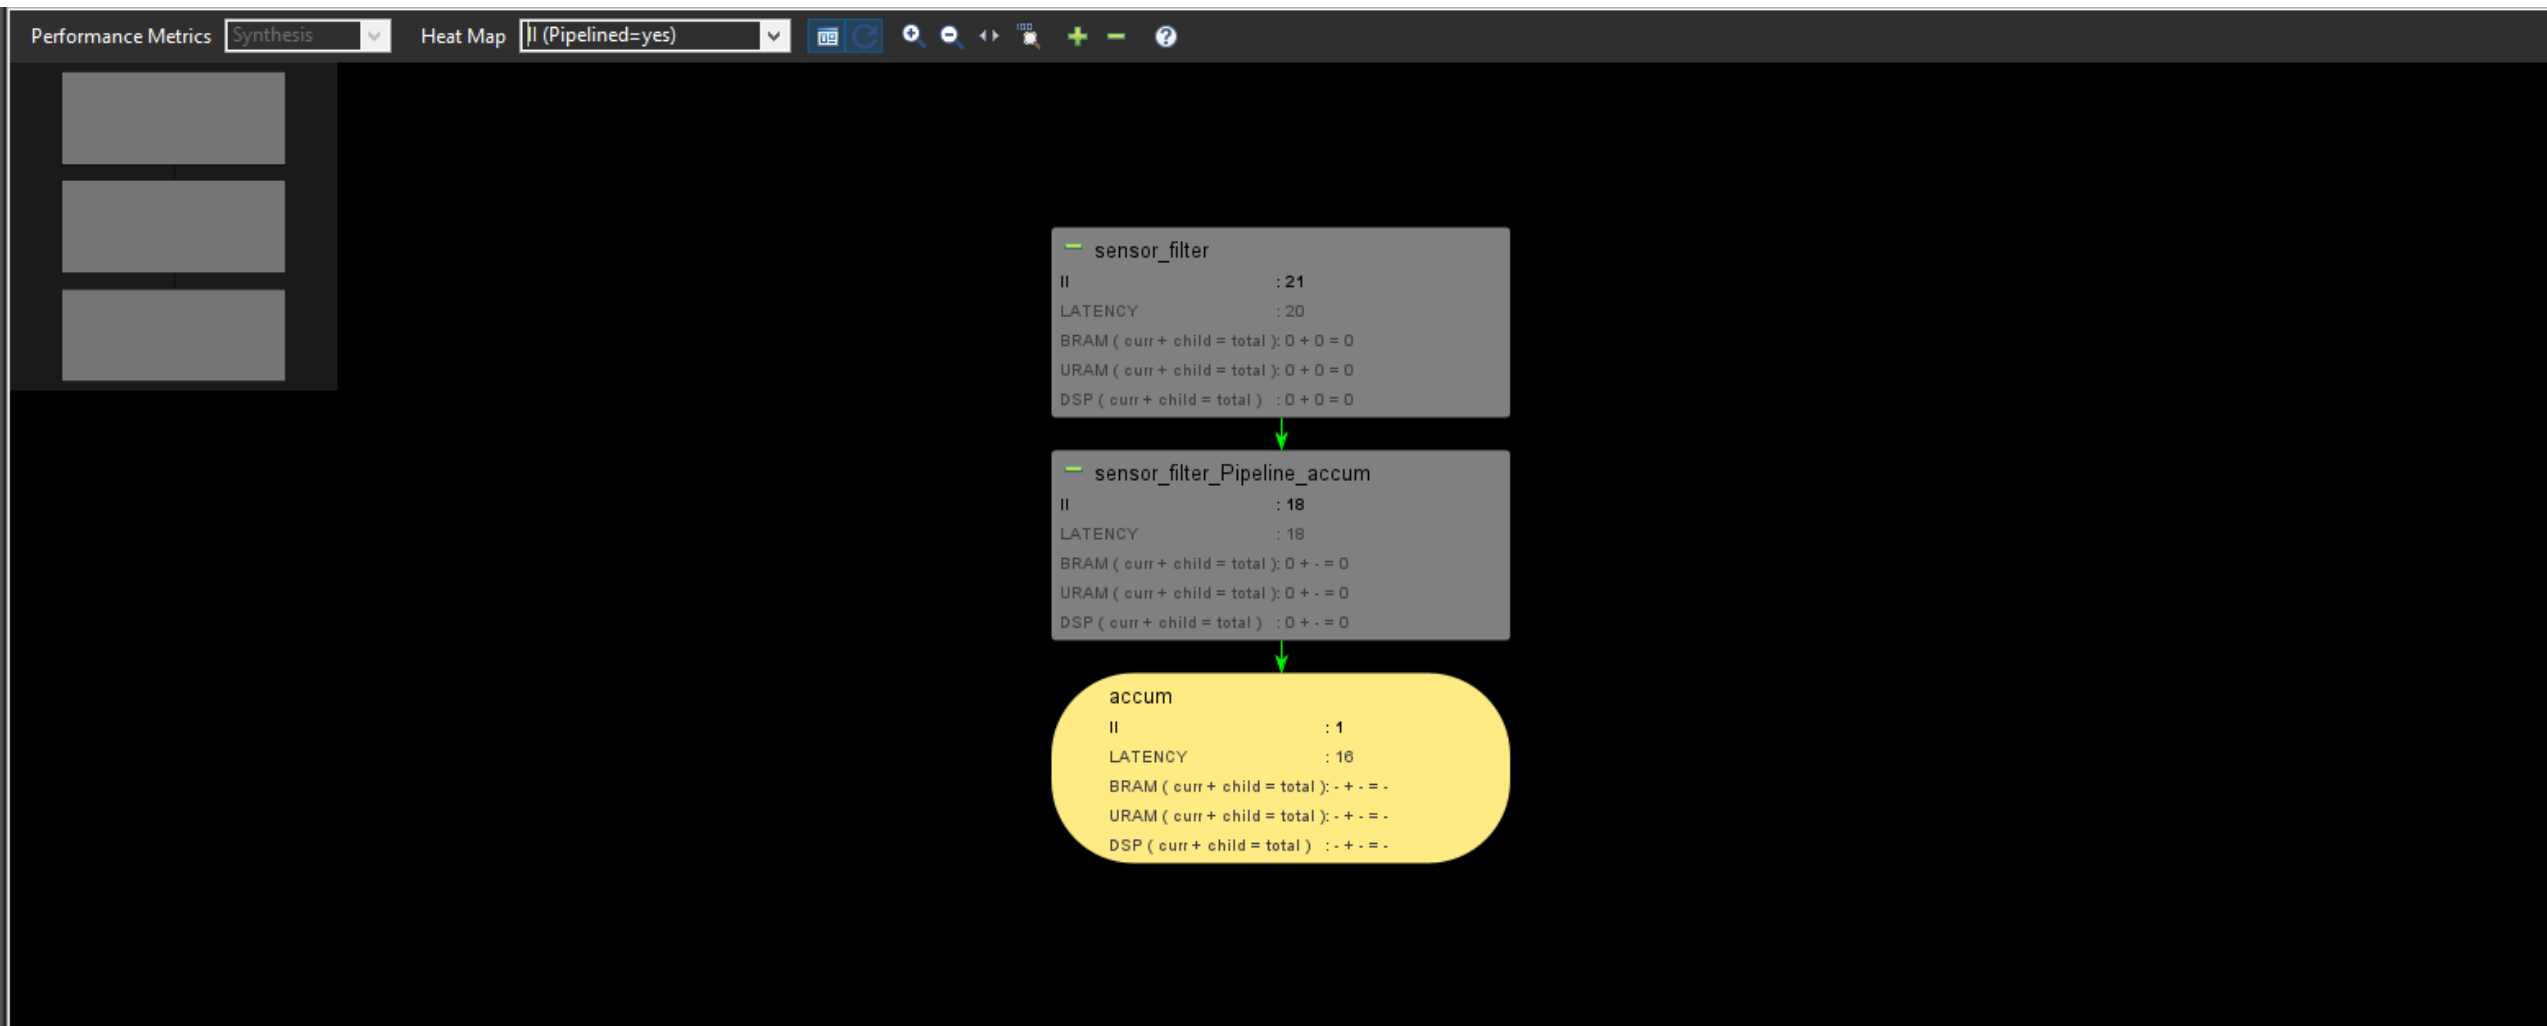 Performance Metrics Synthesis Heat Map II (Pipelined=yes)
sensor_filter
II : 21
LATENCY : 20
BRAM ( curr + child = total ): 0 + 0 = 0
URAM ( curr + child = total ): 0 + 0 = 0
DSP ( curr + child = total ) : 0 + 0 = 0
sensor_filter_Pipeline_accum
II : 18
LATENCY : 18
BRAM ( curr + child = total ): 0 + - = 0
URAM ( curr + child = total ): 0 + - = 0
DSP ( curr + child = total ) : 0 + - = 0
accum
II : 1
LATENCY : 16
BRAM ( curr + child = total ): - + - = -
URAM ( curr + child = total ): - + - = -
DSP ( curr + child = total ) : - + - = -